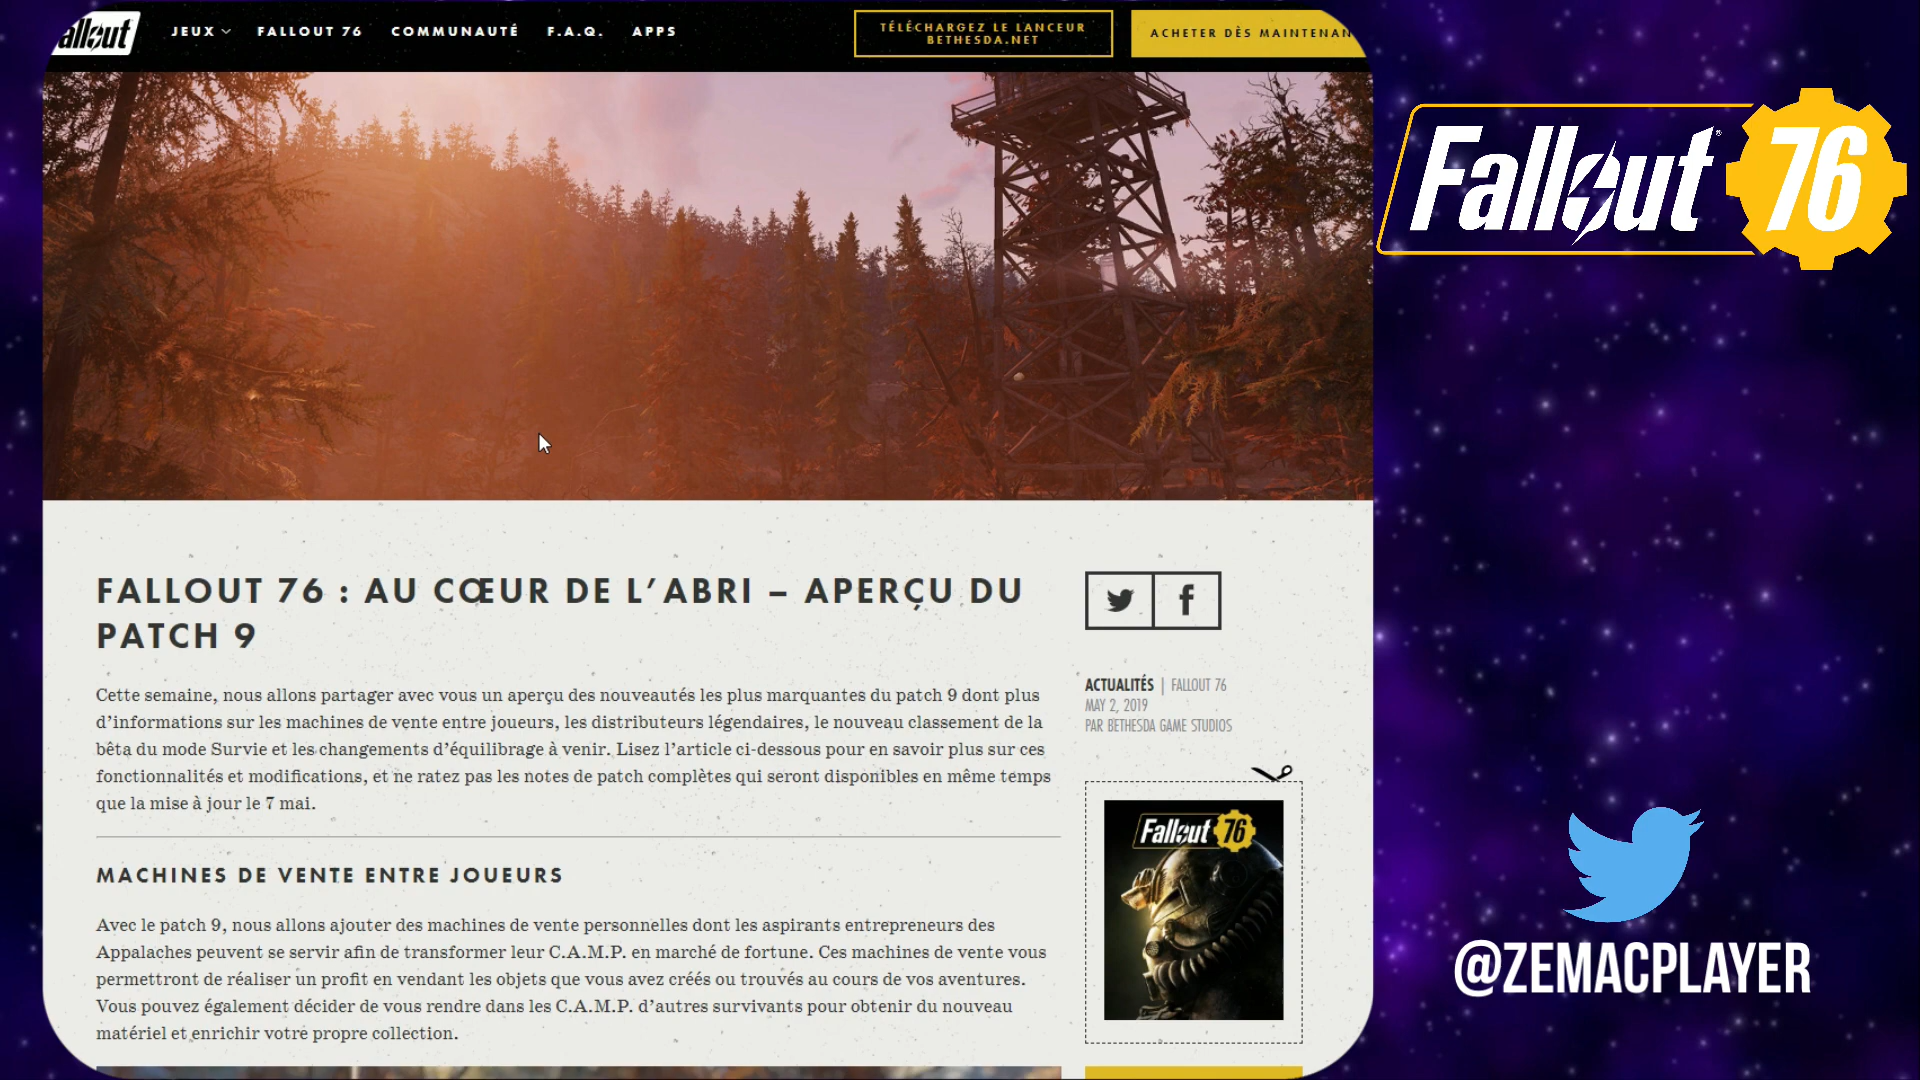 Fallout
JEUX
FALLOUT 76
COMMUNAUTÉ
F.A.Q.
APPS
TÉLÉCHARGEZ LE LANCEUR
BETHESDA.NET
ACHETER DÈS MAINTENAN
Fallout 76
FALLOUT 76 : AU CŒUR DE L’ABRI – APERÇU DU
PATCH 9
Cette semaine, nous allons partager avec vous un aperçu des nouveautés les plus marquantes du patch 9 dont plus
d’informations sur les machines de vente entre joueurs, les distributeurs légendaires, le nouveau classement de la
bêta du mode Survie et les changements d’équilibrage à venir. Lisez l’article ci-dessous pour en savoir plus sur ces
fonctionnalités et modifications, et ne ratez pas les notes de patch complètes qui seront disponibles en même temps
que la mise à jour le 7 mai.
MACHINES DE VENTE ENTRE JOUEURS
Avec le patch 9, nous allons ajouter des machines de vente personnelles dont les aspirants entrepreneurs des
Appalaches peuvent se servir afin de transformer leur C.A.M.P. en marché de fortune. Ces machines de vente vous
permettront de réaliser un profit en vendant les objets que vous avez créés ou trouvés au cours de vos aventures.
Vous pouvez également décider de vous rendre dans les C.A.M.P. d’autres survivants pour obtenir du nouveau
matériel et enrichir votre propre collection.
ACTUALITÉS | FALLOUT 76
MAY 2, 2019
PAR BETHESDA GAME STUDIOS
Fallout 76
@ZEMACPLAYER